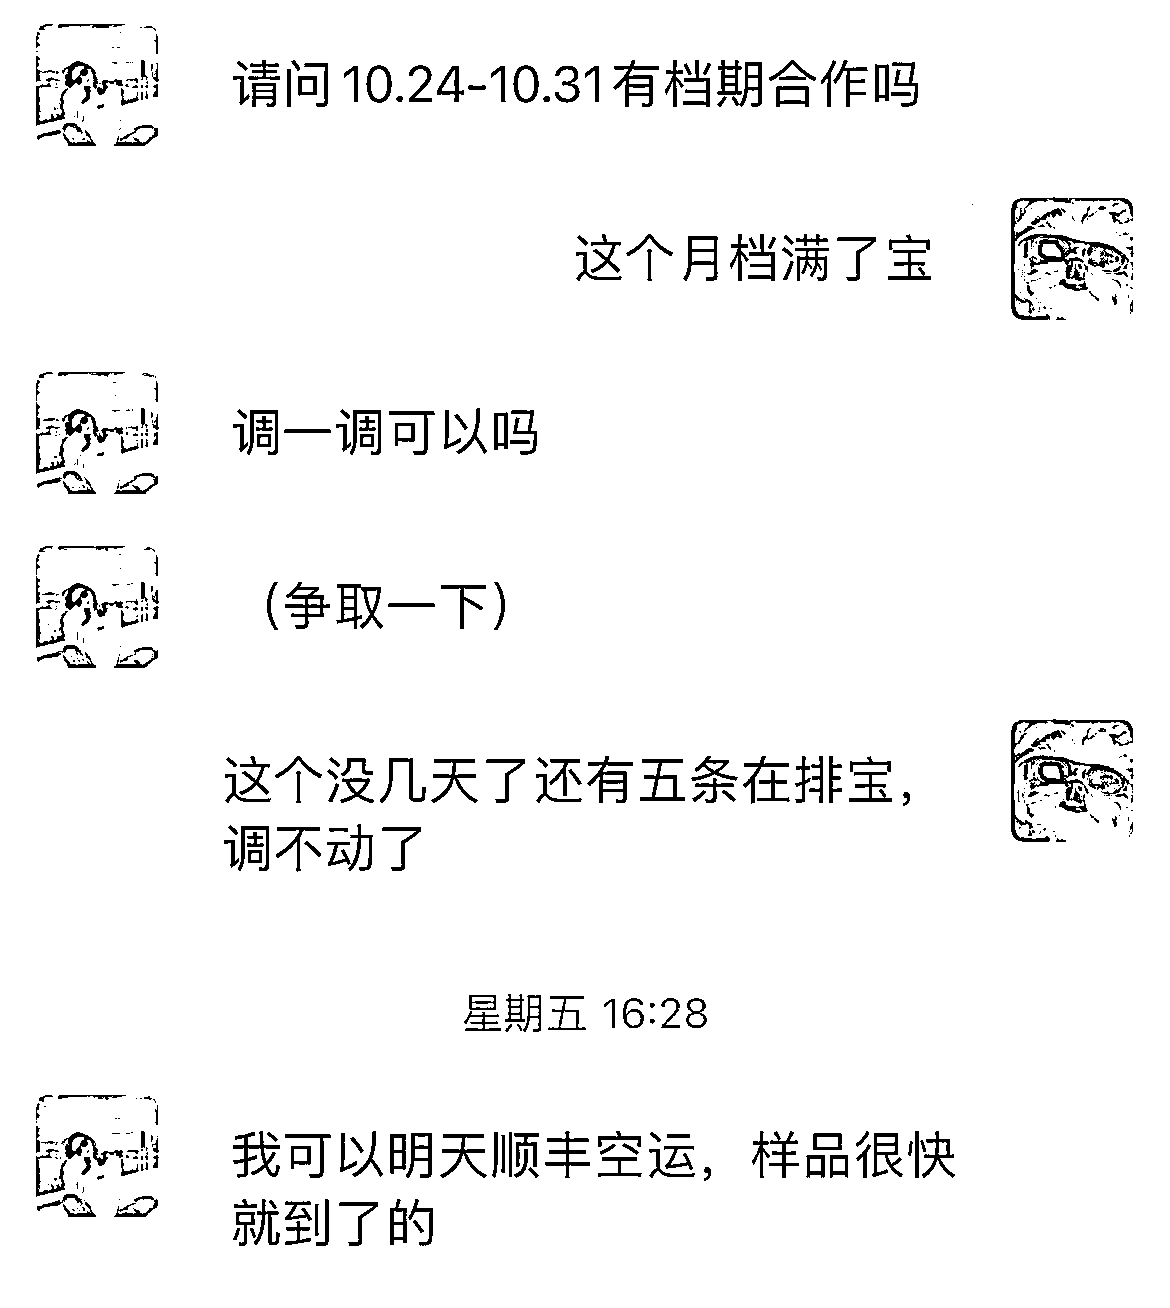 请问10.24-10.31有档期合作吗
这个月档满了宝
调一调可以吗
（争取一下）
这个没几天了还有五条在排宝，
调不动了
星期五 16:28
我可以明天顺丰空运，样品很快
就到了的